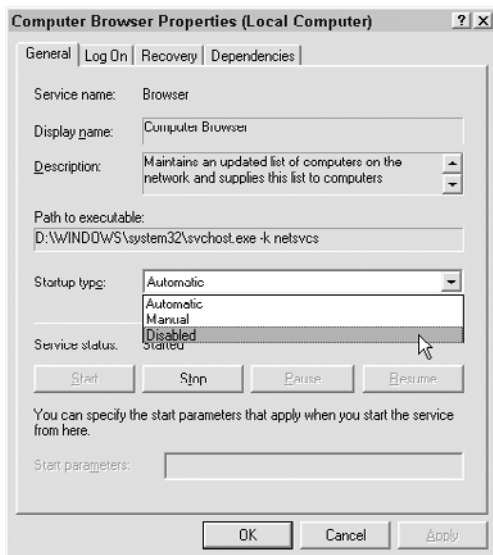 Computer Browser Properties (Local Computer)
General Log On Recovery Dependencies
Service name: Browser
Display name: Computer Browser
Description: Maintains an updated list of computers on the
network and supplies this list to computers
Path to executable:
D:\WINDOWS\system32\svchost.exe -k netsvcs
Startup type: Automatic
Automatic
Manual
Disabled
Service status: Started
Start Stop Pause Resume
You can specify the start parameters that apply when you start the service
from here.
Start parameters:
OK Cancel Apply